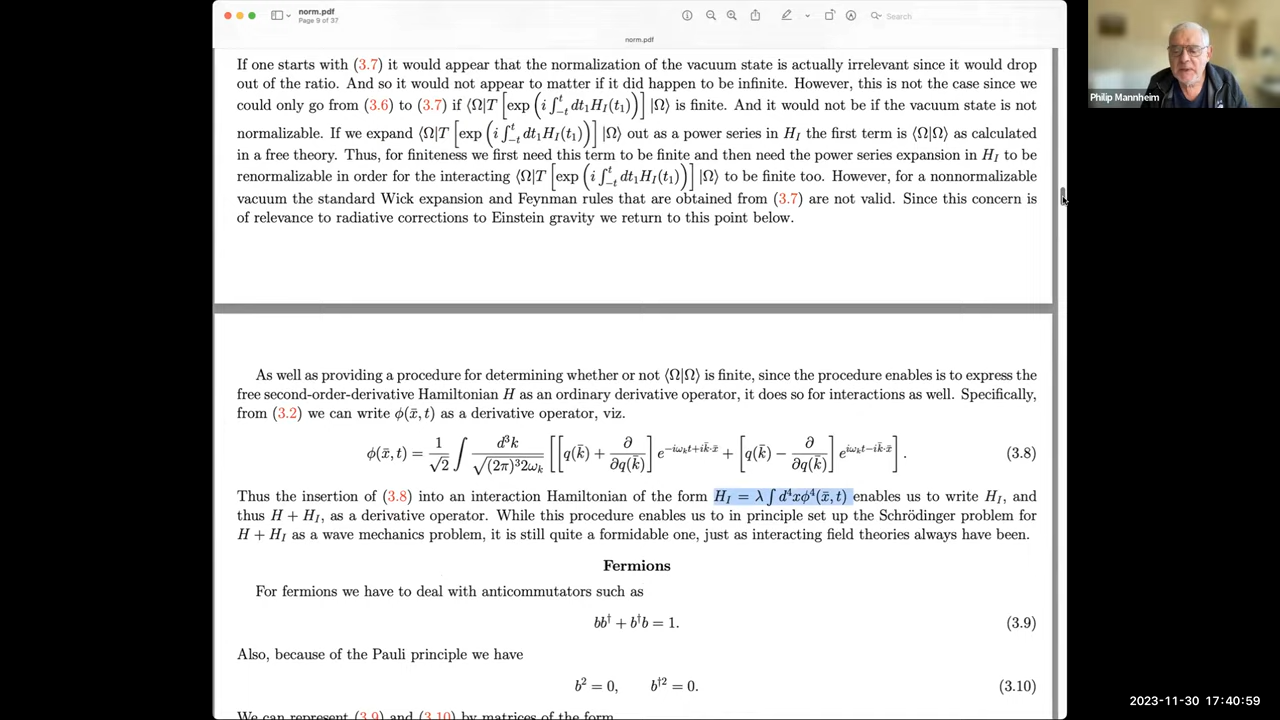 norm.pdf
Page 9 of 37
Search
norm.pdf
Philip Mannheim
If one starts with (3.7) it would appear that the normalization of the vacuum state is actually irrelevant since it would drop
out of the ratio. And so it would not appear to matter if it did happen to be infinite. However, this is not the case since we
could only go from (3.6) to (3.7) if ⟨Ω|T [exp (i ∫_{-t}^{t} dt₁H_I(t₁))] |Ω⟩ is finite. And it would not be if the vacuum state is not
normalizable. If we expand ⟨Ω|T [exp (i ∫_{-t}^{t} dt₁H_I(t₁))] |Ω⟩ out as a power series in H_I the first term is ⟨Ω|Ω⟩ as calculated
in a free theory. Thus, for finiteness we first need this term to be finite and then need the power series expansion in H_I to be
renormalizable in order for the interacting ⟨Ω|T [exp (i ∫_{-t}^{t} dt₁H_I(t₁))] |Ω⟩ to be finite too. However, for a nonnormalizable
vacuum the standard Wick expansion and Feynman rules that are obtained from (3.7) are not valid. Since this concern is
of relevance to radiative corrections to Einstein gravity we return to this point below.
As well as providing a procedure for determining whether or not ⟨Ω|Ω⟩ is finite, since the procedure enables is to express the
free second-order-derivative Hamiltonian H as an ordinary derivative operator, it does so for interactions as well. Specifically,
from (3.2) we can write ϕ(x̄, t) as a derivative operator, viz.
ϕ(x̄, t) = 1/√2 ∫ d³k/√((2π)³2ω_k) [[q(k̄) + ∂/∂q(k̄)] e^{-iω_k t+ik̄·x̄} + [q(k̄) − ∂/∂q(k̄)] e^{iω_k t−ik̄·x̄}] . (3.8)
Thus the insertion of (3.8) into an interaction Hamiltonian of the form H_I = λ ∫ d⁴xϕ⁴(x̄, t) enables us to write H_I, and
thus H + H_I, as a derivative operator. While this procedure enables us to in principle set up the Schrödinger problem for
H + H_I as a wave mechanics problem, it is still quite a formidable one, just as interacting field theories always have been.
Fermions
For fermions we have to deal with anticommutators such as
bb† + b†b = 1. (3.9)
Also, because of the Pauli principle we have
b² = 0, b†² = 0. (3.10)
We can represent (3.9) and (3.10) by matrices of the form
2023-11-30 17:40:59